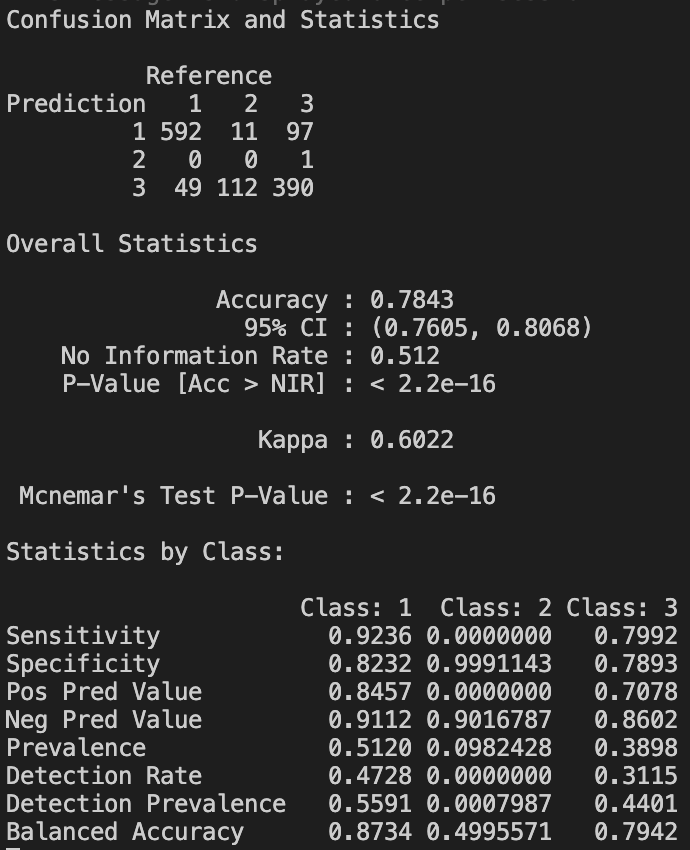 Confusion Matrix and Statistics
Reference
Prediction 1 2 3
1 592 11 97
2 0 0 1
3 49 112 390
Overall Statistics
Accuracy : 0.7843
95% CI : (0.7605, 0.8068)
No Information Rate : 0.512
P-Value [Acc > NIR] : < 2.2e-16
Kappa : 0.6022
Mcnemar's Test P-Value : < 2.2e-16
Statistics by Class:
Class: 1 Class: 2 Class: 3
Sensitivity 0.9236 0.0000000 0.7992
Specificity 0.8232 0.9991143 0.7893
Pos Pred Value 0.8457 0.0000000 0.7078
Neg Pred Value 0.9112 0.9016787 0.8602
Prevalence 0.5120 0.0982428 0.3898
Detection Rate 0.4728 0.0000000 0.3115
Detection Prevalence 0.5591 0.0007987 0.4401
Balanced Accuracy 0.8734 0.4995571 0.7942